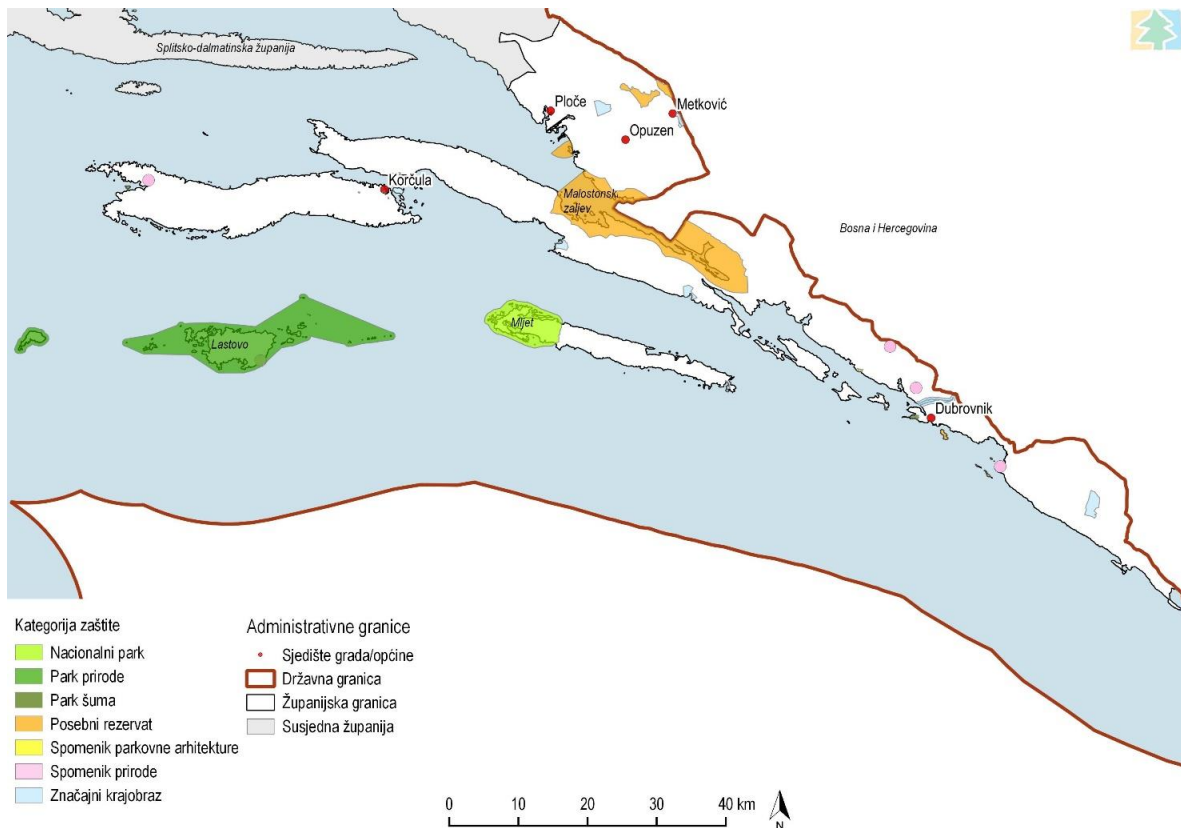 Splitsko-dalmatinska županija
Ploče
Metković
Opuzen
Korčula
Malostonski
zaljev
Bosna i Hercegovina
Mljet
Lastovo
Dubrovnik
Kategorija zaštite
Nacionalni park
Park prirode
Park šuma
Posebni rezervat
Spomenik parkovne arhitekture
Spomenik prirode
Značajni krajobraz
Administrativne granice
Sjedište grada/općine
Državna granica
Županijska granica
Susjedna županija
0 10 20 30 40 km
N